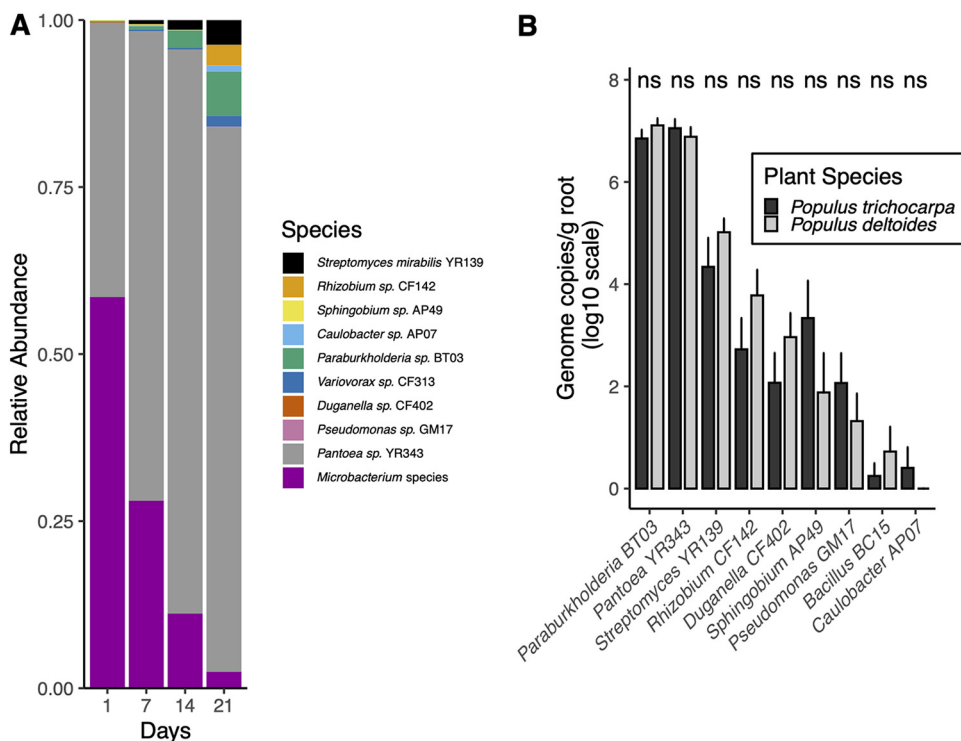 A
1.00
0.75
0.50
0.25
0.00
Relative Abundance
1 7 14 21
Days
Species
Streptomyces mirabilis YR139
Rhizobium sp. CF142
Sphingobium sp. AP49
Caulobacter sp. AP07
Paraburkholderia sp. BT03
Variovorax sp. CF313
Duganella sp. CF402
Pseudomonas sp. GM17
Pantoea sp. YR343
Microbacterium species
B
8
6
4
2
0
Genome copies/g root
(log10 scale)
ns ns ns ns ns ns ns ns ns
Plant Species
Populus trichocarpa
Populus deltoides
Paraburkholderia BT03
Pantoea YR343
Streptomyces YR139
Rhizobium CF142
Duganella CF402
Sphingobium AP49
Pseudomonas GM17
Bacillus BC15
Caulobacter AP07